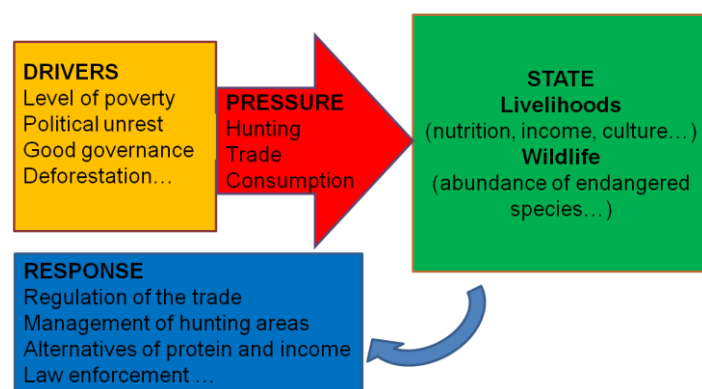 DRIVERS
Level of poverty
Political unrest
Good governance
Deforestation…
PRESSURE
Hunting
Trade
Consumption
STATE
Livelihoods
(nutrition, income, culture…)
Wildlife
(abundance of endangered
species…)
RESPONSE
Regulation of the trade
Management of hunting areas
Alternatives of protein and income
Law enforcement …